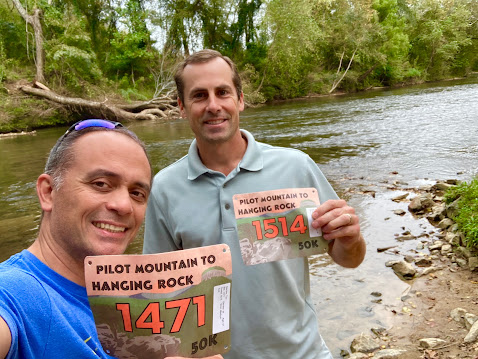 PILOT MOUNTAIN TO
HANGING ROCK
1514
50K
PILOT MOUNTAIN TO
HANGING ROCK
1471
50K